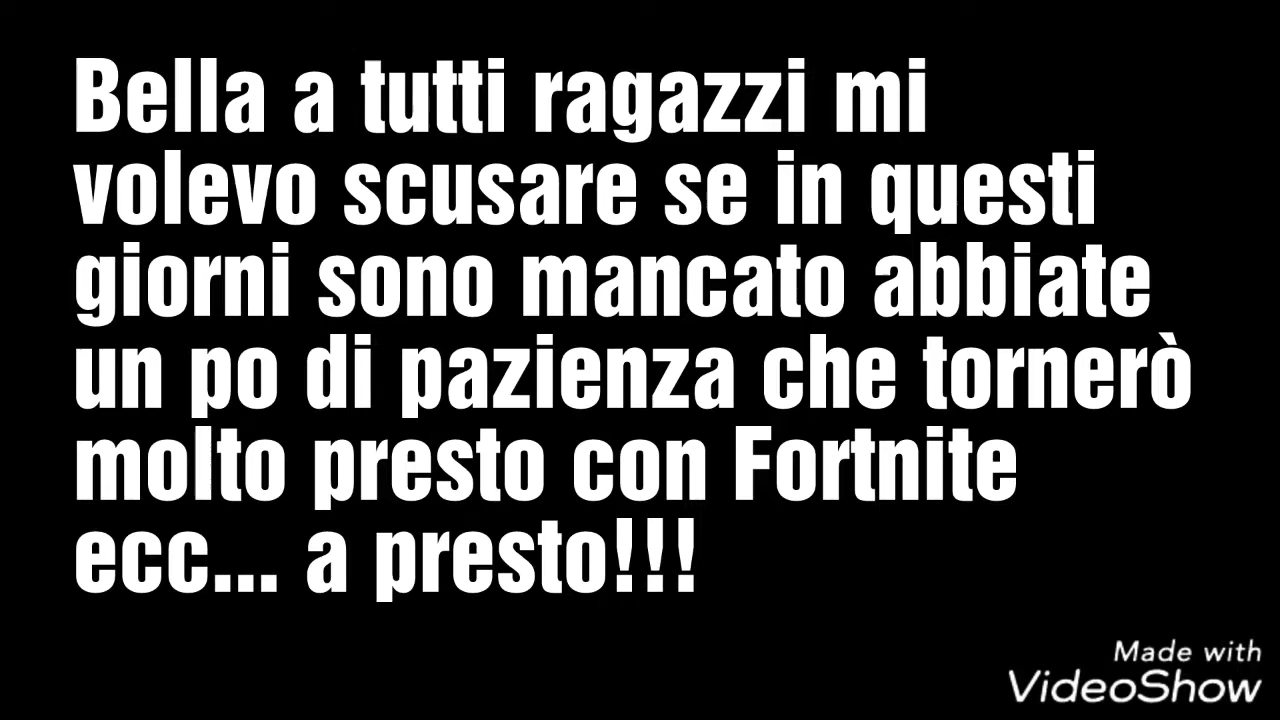 Bella a tutti ragazzi mi
volevo scusare se in questi
giorni sono mancato abbiate
un po di pazienza che tornerò
molto presto con Fortnite
ecc... a presto!!!
Made with
VideoShow